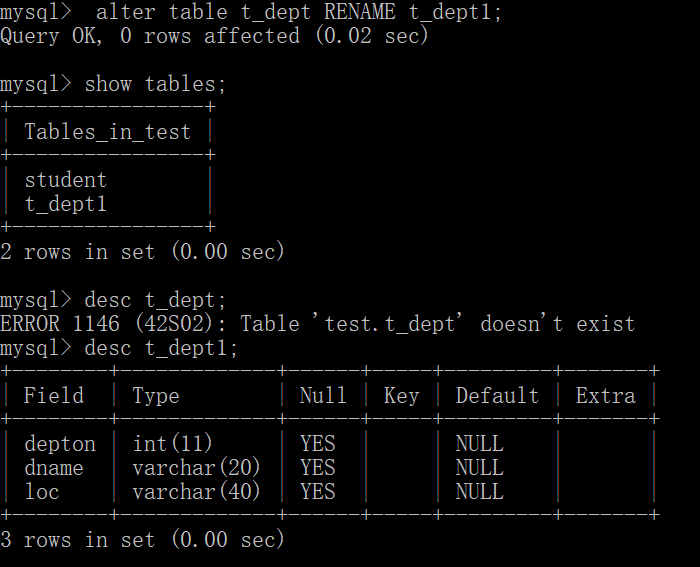 mysql>  alter table t_dept RENAME t_dept1;
Query OK, 0 rows affected (0.02 sec)
mysql> show tables;
+----------------+
| Tables_in_test |
+----------------+
| student        |
| t_dept1        |
+----------------+
2 rows in set (0.00 sec)
mysql> desc t_dept;
ERROR 1146 (42S02): Table 'test.t_dept' doesn't exist
mysql> desc t_dept1;
+--------+-------------+------+-----+---------+-------+
| Field  | Type        | Null | Key | Default | Extra |
+--------+-------------+------+-----+---------+-------+
| depton | int(11)     | YES  |     | NULL    |       |
| dname  | varchar(20) | YES  |     | NULL    |       |
| loc    | varchar(40) | YES  |     | NULL    |       |
+--------+-------------+------+-----+---------+-------+
3 rows in set (0.00 sec)